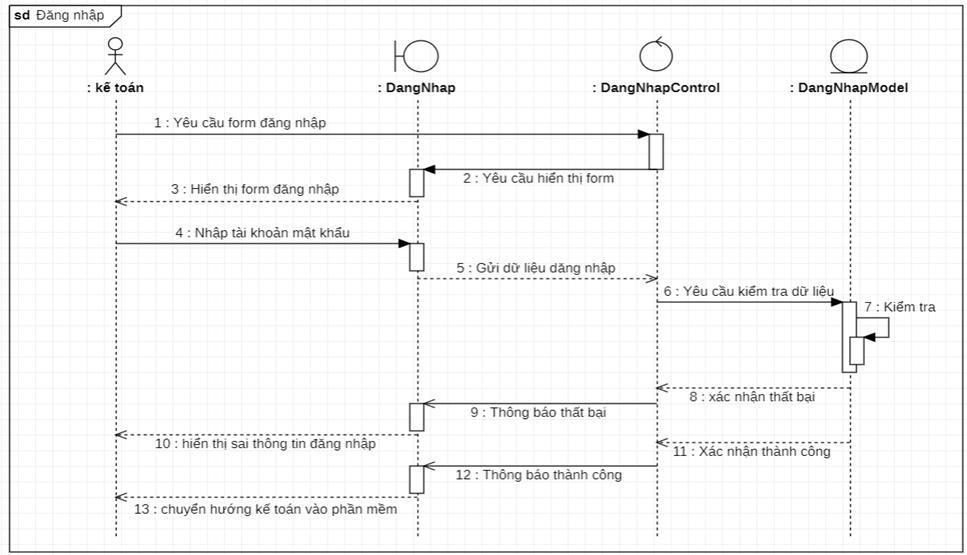 sd Đăng nhập
: kế toán
: DangNhap
: DangNhapControl
: DangNhapModel
1 : Yêu cầu form đăng nhập
2 : Yêu cầu hiển thị form
3 : Hiển thị form đăng nhập
4 : Nhập tài khoản mật khẩu
5 : Gửi dữ liệu dăng nhập
6 : Yêu cầu kiểm tra dữ liệu
7 : Kiểm tra
8 : xác nhận thất bại
9 : Thông báo thất bại
10 : hiển thị sai thông tin đăng nhập
11 : Xác nhận thành công
12 : Thông báo thành công
13 : chuyển hướng kế toán vào phần mềm